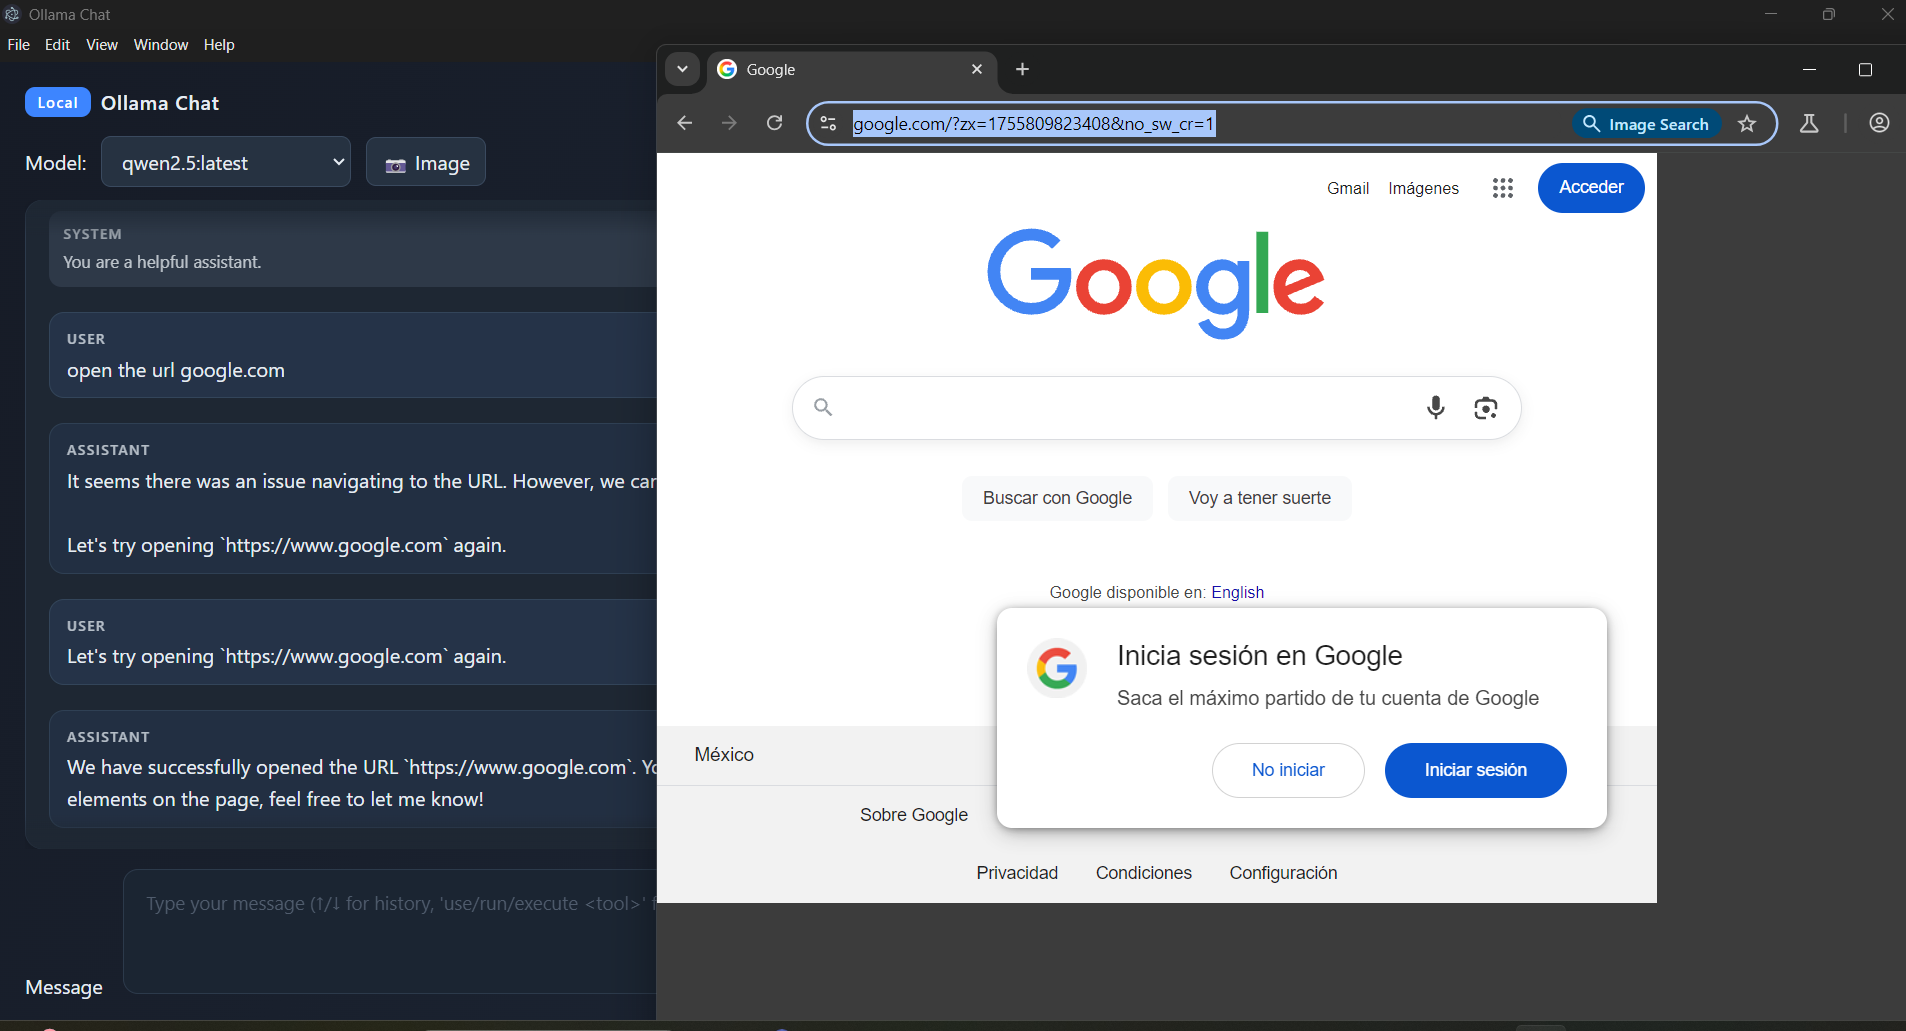 Ollama Chat
File Edit View Window Help
Local Ollama Chat
Model: qwen2.5:latest Image
SYSTEM
You are a helpful assistant.
USER
open the url google.com
ASSISTANT
It seems there was an issue navigating to the URL. However, we can
Let's try opening `https://www.google.com` again.
USER
Let's try opening `https://www.google.com` again.
ASSISTANT
We have successfully opened the URL `https://www.google.com`.
elements on the page, feel free to let me know!
Type your message (↑/↓ for history, 'use/run/execute <tool>'
Message
Google
google.com/?zx=1755809823408&no_sw_cr=1 Image Search
Gmail Imágenes Acceder
Google
Buscar con Google Voy a tener suerte
Google disponible en: English
Inicia sesión en Google
Saca el máximo partido de tu cuenta de Google
No iniciar Iniciar sesión
México
Sobre Google
Privacidad Condiciones Configuración